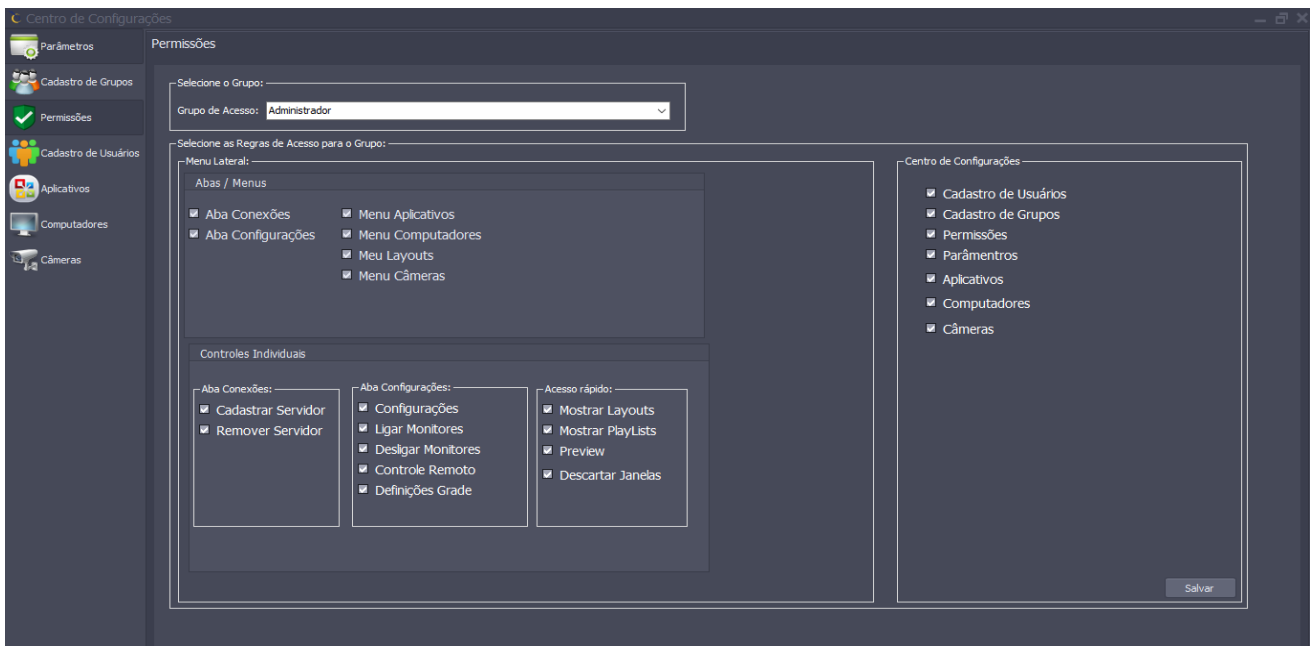 Centro de Configurações
Parâmetros
Cadastro de Grupos
Permissões
Cadastro de Usuários
Aplicativos
Computadores
Câmeras
Permissões
Selecione o Grupo:
Grupo de Acesso: Administrador
Selecione as Regras de Acesso para o Grupo:
Menu Lateral:
Abas / Menus
Aba Conexões
Aba Configurações
Menu Aplicativos
Menu Computadores
Meu Layouts
Menu Câmeras
Controles Individuais
Aba Conexões:
Cadastrar Servidor
Remover Servidor
Aba Configurações:
Configurações
Ligar Monitores
Desligar Monitores
Controle Remoto
Definições Grade
Acesso rápido:
Mostrar Layouts
Mostrar PlayLists
Preview
Descartar Janelas
Centro de Configurações
Cadastro de Usuários
Cadastro de Grupos
Permissões
Parâmentros
Aplicativos
Computadores
Câmeras
Salvar